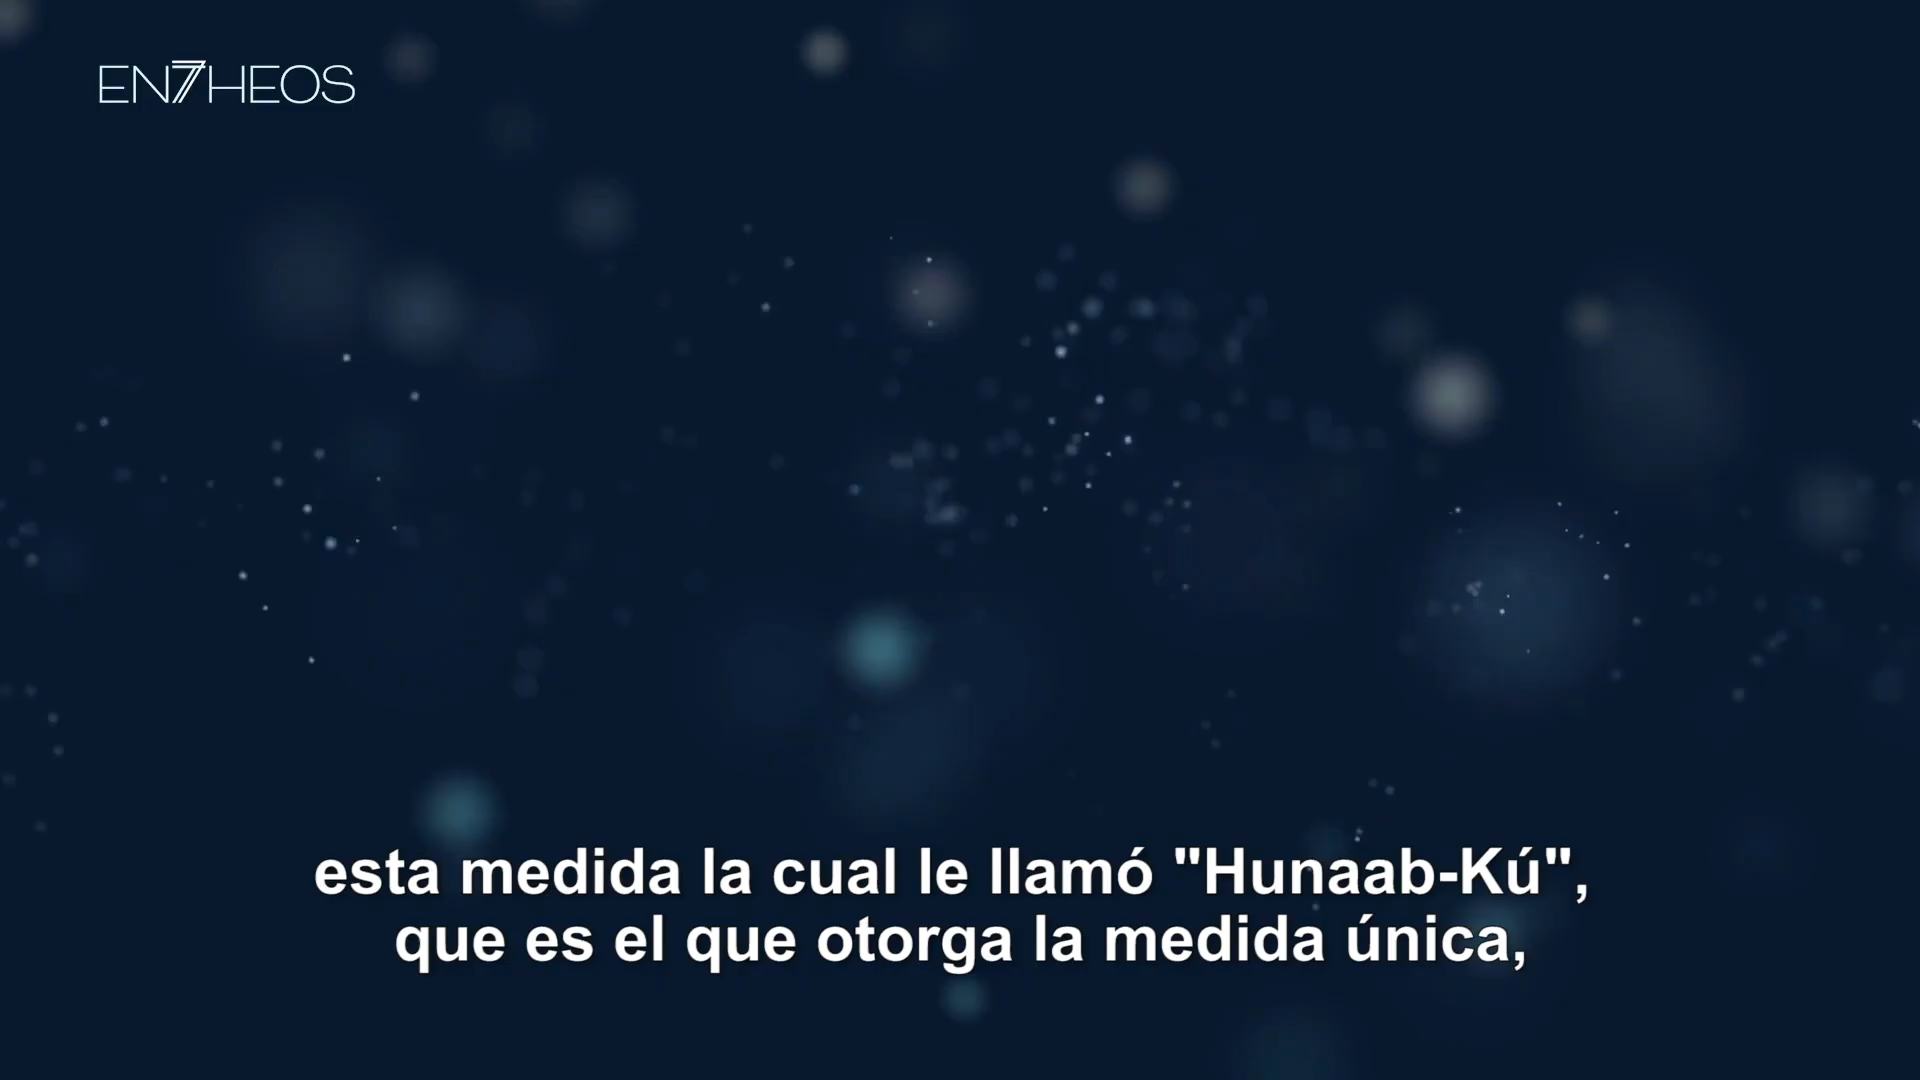 EN7HEOS
esta medida la cual le llamó "Hunaab-Kú",
que es el que otorga la medida única,